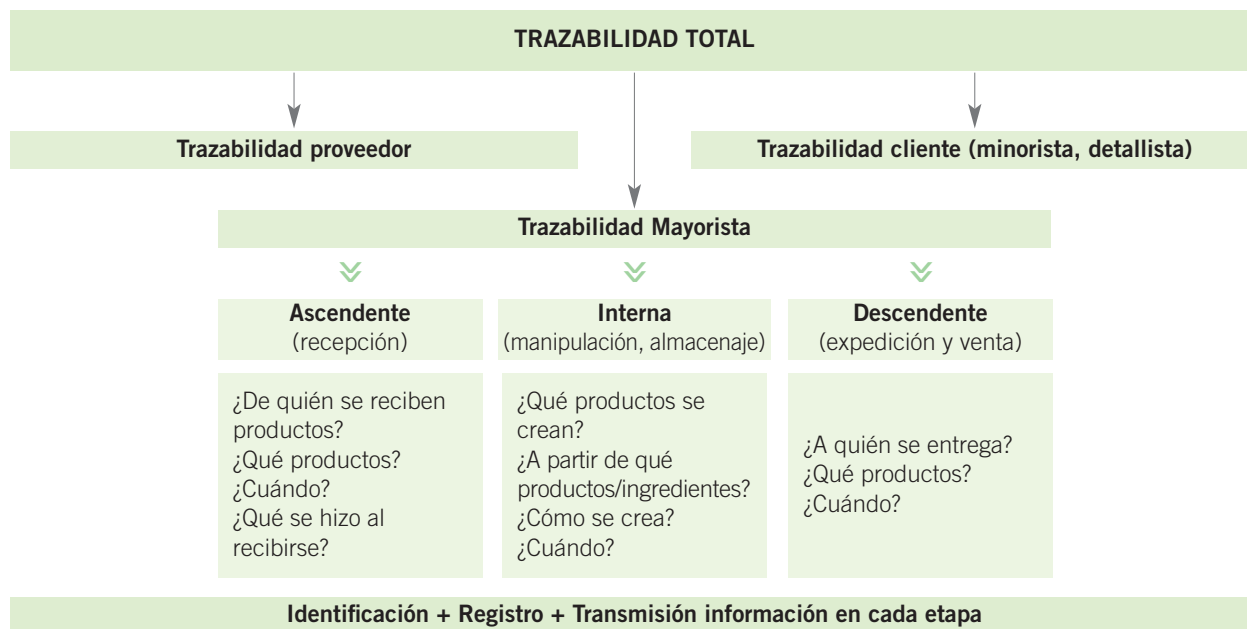 TRAZABILIDAD TOTAL
Trazabilidad proveedor
Trazabilidad cliente (minorista, detallista)
Trazabilidad Mayorista
Ascendente
(recepción)
¿De quién se reciben
productos?
¿Qué productos?
¿Cuándo?
¿Qué se hizo al
recibirse?
Interna
(manipulación, almacenaje)
¿Qué productos se
crean?
¿A partir de qué
productos/ingredientes?
¿Cómo se crea?
¿Cuándo?
Descendente
(expedición y venta)
¿A quién se entrega?
¿Qué productos?
¿Cuándo?
Identificación + Registro + Transmisión información en cada etapa